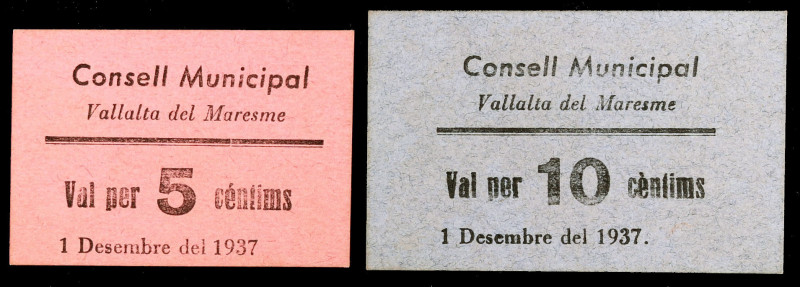 Consell Municipal
Vallalta del Maresme
Val per 5 céntims
1 Desembre del 1937
Consell Municipal
Vallalta del Maresme
Val per 10 cèntims
1 Desembre del 1937.